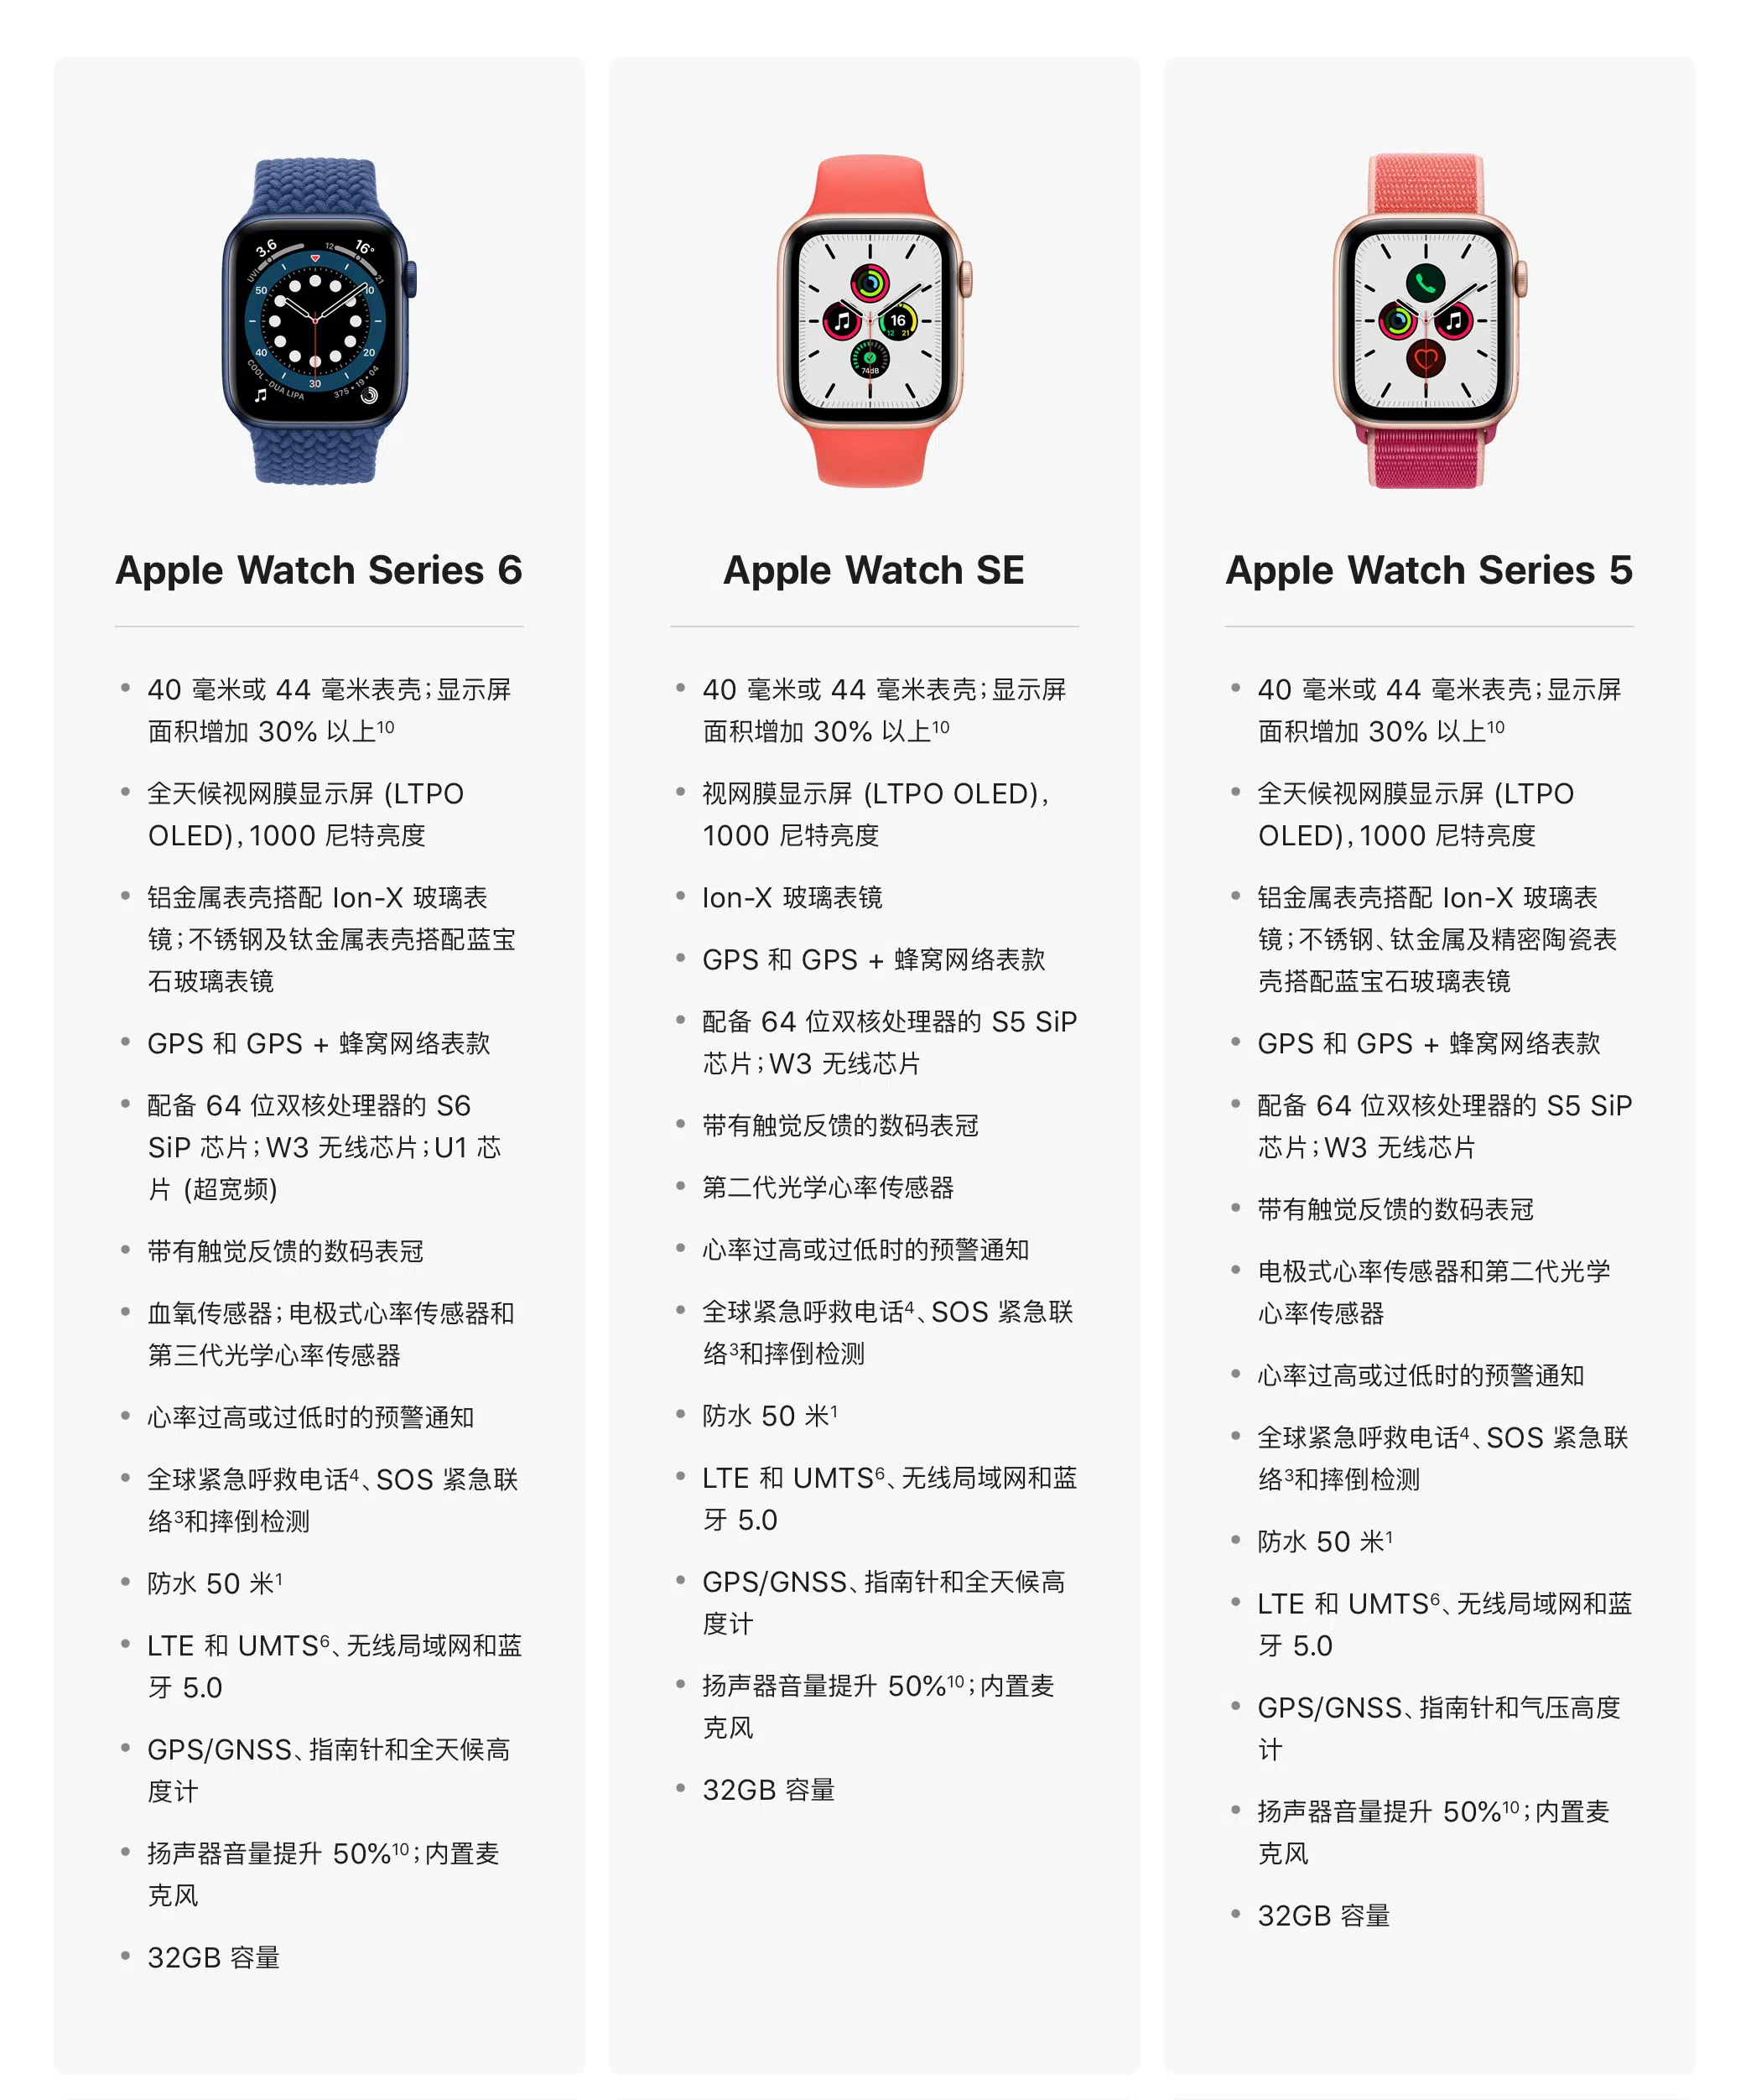 3.6
12
16°
UVI
21
50
10
40
20
30
COOL - DUA LIPA
375 • 19 • 04
Apple Watch Series 6
40 毫米或 44 毫米表壳；显示屏
面积增加 30% 以上10
全天候视网膜显示屏 (LTPO
OLED)，1000 尼特亮度
铝金属表壳搭配 Ion-X 玻璃表
镜；不锈钢及钛金属表壳搭配蓝宝
石玻璃表镜
GPS 和 GPS + 蜂窝网络表款
配备 64 位双核处理器的 S6
SiP 芯片；W3 无线芯片；U1 芯
片 (超宽频)
带有触觉反馈的数码表冠
血氧传感器；电极式心率传感器和
第三代光学心率传感器
心率过高或过低时的预警通知
全球紧急呼救电话4、SOS 紧急联
络3和摔倒检测
防水 50 米1
LTE 和 UMTS6、无线局域网和蓝
牙 5.0
GPS/GNSS、指南针和全天候高
度计
扬声器音量提升 50%10；内置麦
克风
32GB 容量
16
12 21
74dB
Apple Watch SE
40 毫米或 44 毫米表壳；显示屏
面积增加 30% 以上10
视网膜显示屏 (LTPO OLED)，
1000 尼特亮度
Ion-X 玻璃表镜
GPS 和 GPS + 蜂窝网络表款
配备 64 位双核处理器的 S5 SiP
芯片；W3 无线芯片
带有触觉反馈的数码表冠
第二代光学心率传感器
心率过高或过低时的预警通知
全球紧急呼救电话4、SOS 紧急联
络3和摔倒检测
防水 50 米1
LTE 和 UMTS6、无线局域网和蓝
牙 5.0
GPS/GNSS、指南针和全天候高
度计
扬声器音量提升 50%10；内置麦
克风
32GB 容量
Apple Watch Series 5
40 毫米或 44 毫米表壳；显示屏
面积增加 30% 以上10
全天候视网膜显示屏 (LTPO
OLED)，1000 尼特亮度
铝金属表壳搭配 Ion-X 玻璃表
镜；不锈钢、钛金属及精密陶瓷表
壳搭配蓝宝石玻璃表镜
GPS 和 GPS + 蜂窝网络表款
配备 64 位双核处理器的 S5 SiP
芯片；W3 无线芯片
带有触觉反馈的数码表冠
电极式心率传感器和第二代光学
心率传感器
心率过高或过低时的预警通知
全球紧急呼救电话4、SOS 紧急联
络3和摔倒检测
防水 50 米1
LTE 和 UMTS6、无线局域网和蓝
牙 5.0
GPS/GNSS、指南针和气压高度
计
扬声器音量提升 50%10；内置麦
克风
32GB 容量